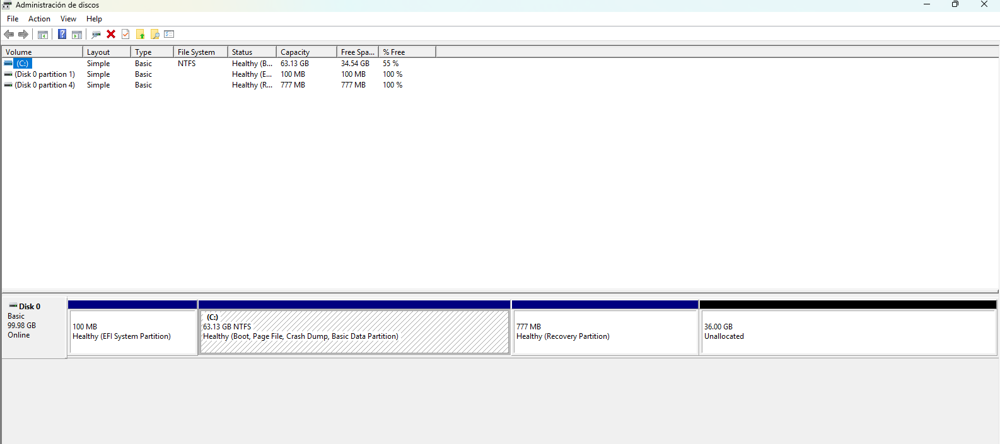 Administración de discos
File Action View Help
Volume Layout Type File System Status Capacity Free Spa... % Free
(C:) Simple Basic NTFS Healthy (B... 63.13 GB 34.54 GB 55 %
(Disk 0 partition 1) Simple Basic Healthy (E... 100 MB 100 MB 100 %
(Disk 0 partition 4) Simple Basic Healthy (R... 777 MB 777 MB 100 %
Disk 0
Basic
99.98 GB
Online
100 MB
Healthy (EFI System Partition)
(C:)
63.13 GB NTFS
Healthy (Boot, Page File, Crash Dump, Basic Data Partition)
777 MB
Healthy (Recovery Partition)
36.00 GB
Unallocated